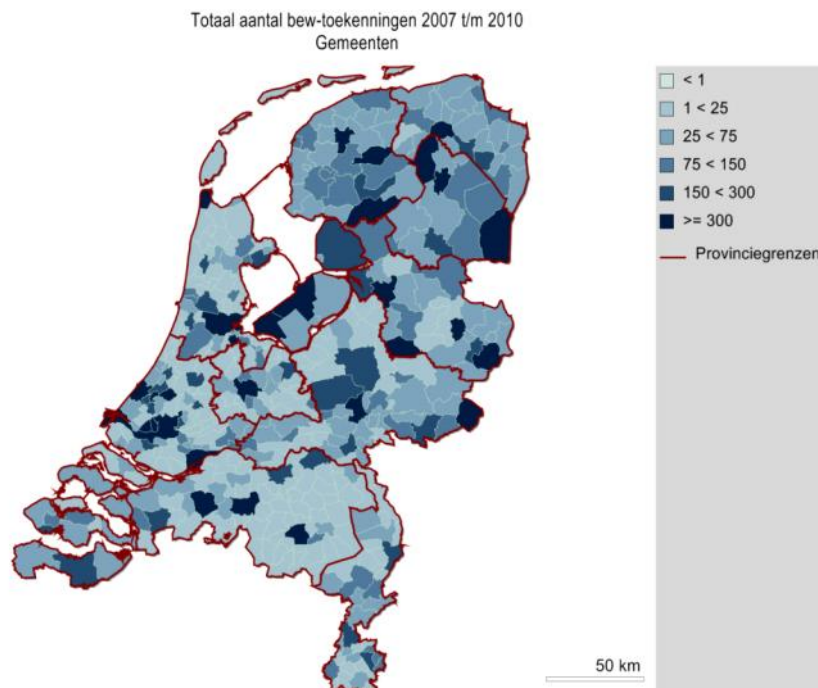 Totaal aantal bew-toekenningen 2007 t/m 2010
Gemeenten
< 1
1 < 25
25 < 75
75 < 150
150 < 300
>= 300
Provinciegrenzen
50 km